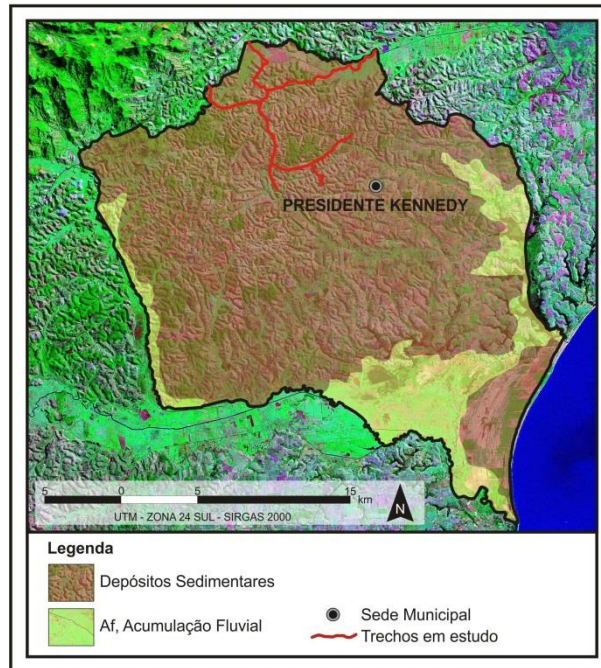 PRESIDENTE KENNEDY
5 0 5 15
km
UTM - ZONA 24 SUL - SIRGAS 2000
N
Legenda
Depósitos Sedimentares
Af, Acumulação Fluvial
Sede Municipal
Trechos em estudo